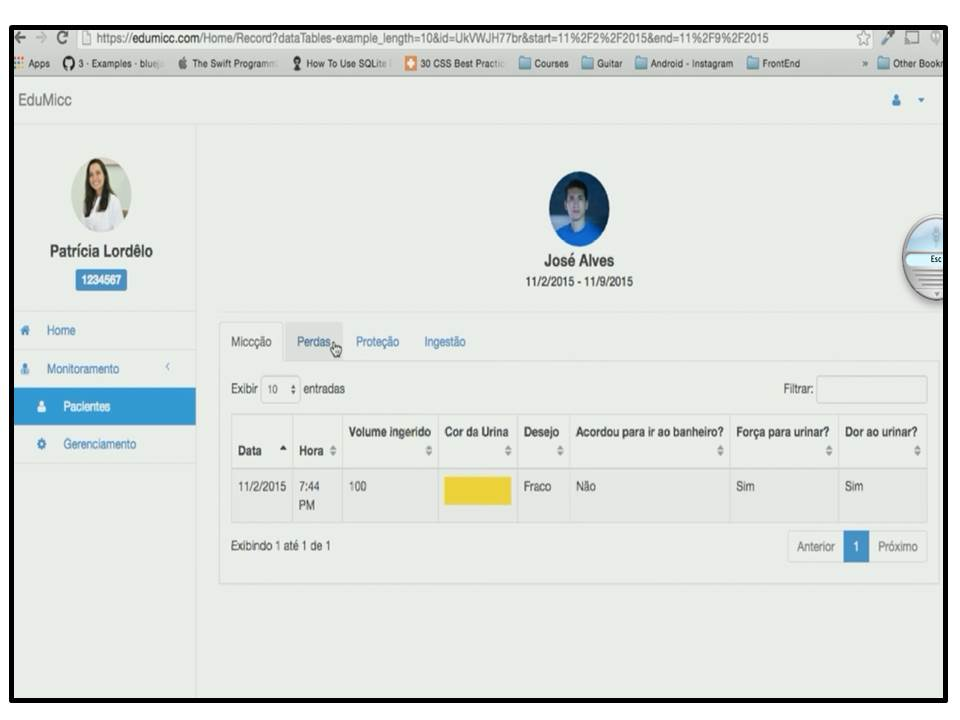 https://edumicc.com/Home/Record?dataTables-example_length=10&id=UkVWJH77br&start=11%2F2%2F2015&end=11%2F9%2F2015
Apps 3 - Examples - bluej The Swift Programmi How To Use SQLite 30 CSS Best Practic Courses Guitar Android - Instagram FrontEnd » Other Bookr
EduMicc
Patrícia Lordêlo
1234567
José Alves
11/2/2015 - 11/9/2015
Esc
Home
Monitoramento
Pacientes
Gerenciamento
Micção Perdas Proteção Ingestão
Exibir 10 entradas Filtrar:
Data Hora Volume ingerido Cor da Urina Desejo Acordou para ir ao banheiro? Força para urinar? Dor ao urinar?
11/2/2015 7:44 100 Fraco Não Sim Sim
PM
Exibindo 1 até 1 de 1 Anterior 1 Próximo